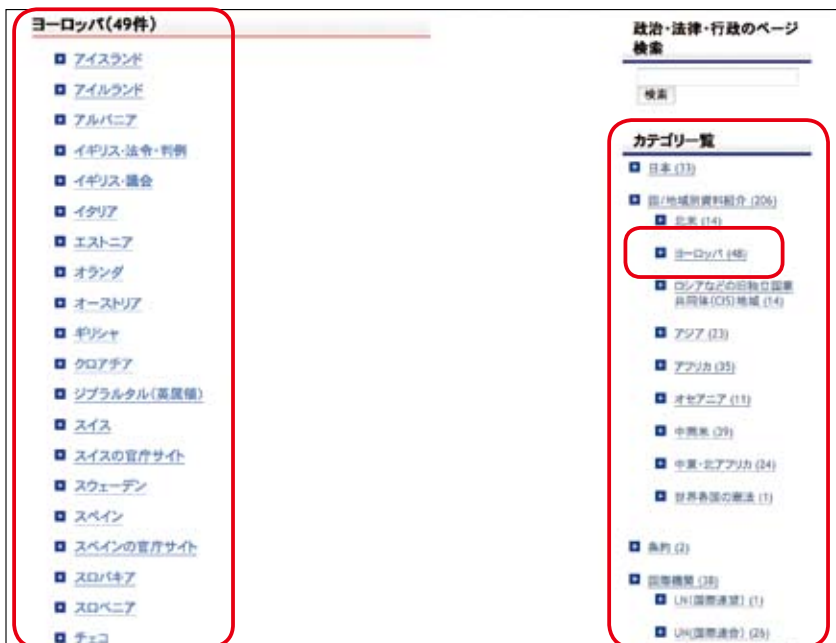 ヨーロッパ(49件)
アイスランド
アイルランド
アルバニア
イギリス・法令・判例
イギリス・議会
イタリア
エストニア
オランダ
オーストリア
ギリシャ
クロアチア
ジブラルタル(英属領)
スイス
スイスの官庁サイト
スウェーデン
スペイン
スペインの官庁サイト
スロバキア
スロベニア
チェコ
政治・法律・行政のページ
検索
検索
カテゴリ一覧
日本 (33)
国/地域別資料紹介 (206)
北米 (14)
ヨーロッパ (48)
ロシアなどの旧独立国家
共同体(CIS)地域 (14)
アジア (23)
アフリカ (35)
オセアニア (11)
中南米 (39)
中東・北アフリカ (24)
世界各国の憲法 (1)
条約 (2)
国際機関 (38)
LN(国際連盟) (1)
UN(国際連合) (26)